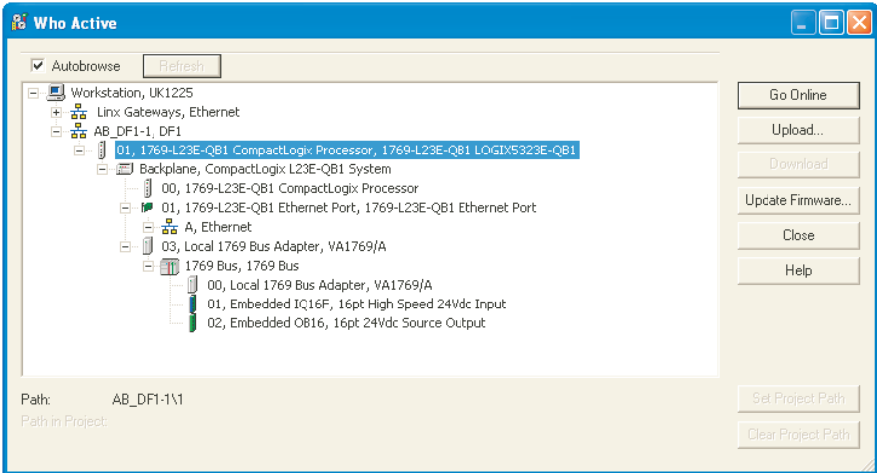 Who Active
Autobrowse Refresh
Workstation, UK1225
Linx Gateways, Ethernet
AB_DF1-1, DF1
01, 1769-L23E-QB1 CompactLogix Processor, 1769-L23E-QB1 LOGIX5323E-QB1
Backplane, CompactLogix L23E-QB1 System
00, 1769-L23E-QB1 CompactLogix Processor
01, 1769-L23E-QB1 Ethernet Port, 1769-L23E-QB1 Ethernet Port
A, Ethernet
03, Local 1769 Bus Adapter, VA1769/A
1769 Bus, 1769 Bus
00, Local 1769 Bus Adapter, VA1769/A
01, Embedded IQ16F, 16pt High Speed 24Vdc Input
02, Embedded OB16, 16pt 24Vdc Source Output
Go Online
Upload...
Download
Update Firmware...
Close
Help
Path: AB_DF1-1\1
Path in Project:
Set Project Path
Clear Project Path